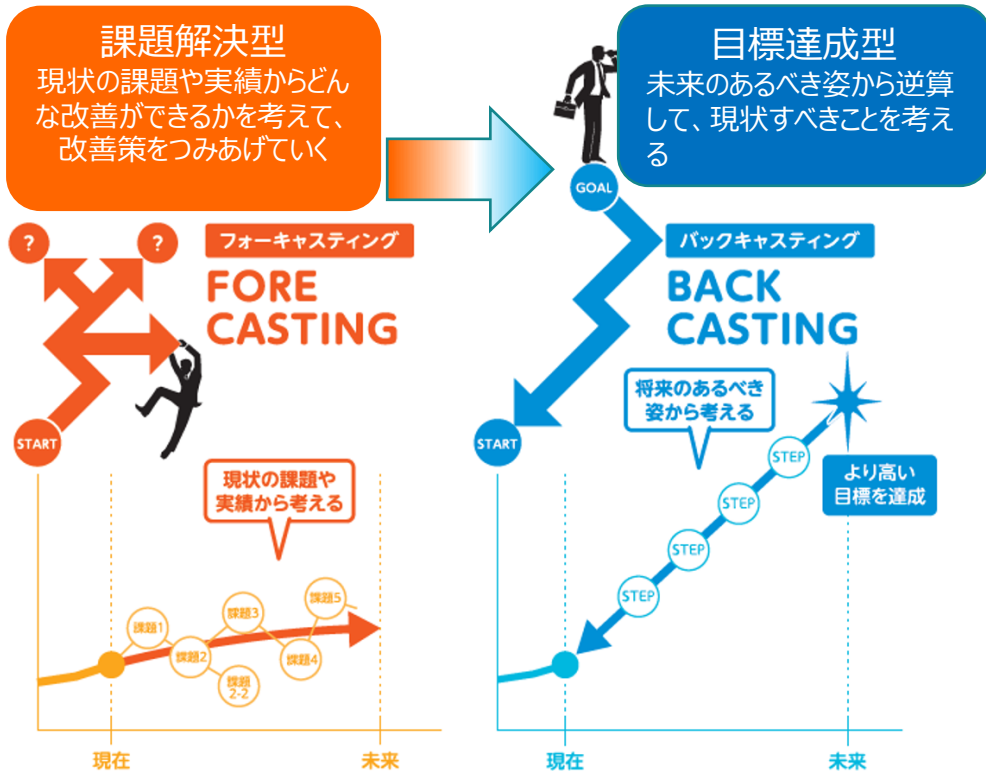 課題解決型
現状の課題や実績からどん
な改善ができるかを考えて、
改善策をつみあげていく
目標達成型
未来のあるべき姿から逆算
して、現状すべきことを考え
る
?
?
フォーキャスティング
FORE
CASTING
START
現状の課題や
実績から考える
課題1
課題2
課題
2-2
課題3
課題4
課題5
現在
未来
GOAL
バックキャスティング
BACK
CASTING
START
将来のあるべき
姿から考える
STEP
STEP
STEP
STEP
より高い
目標を達成
現在
未来